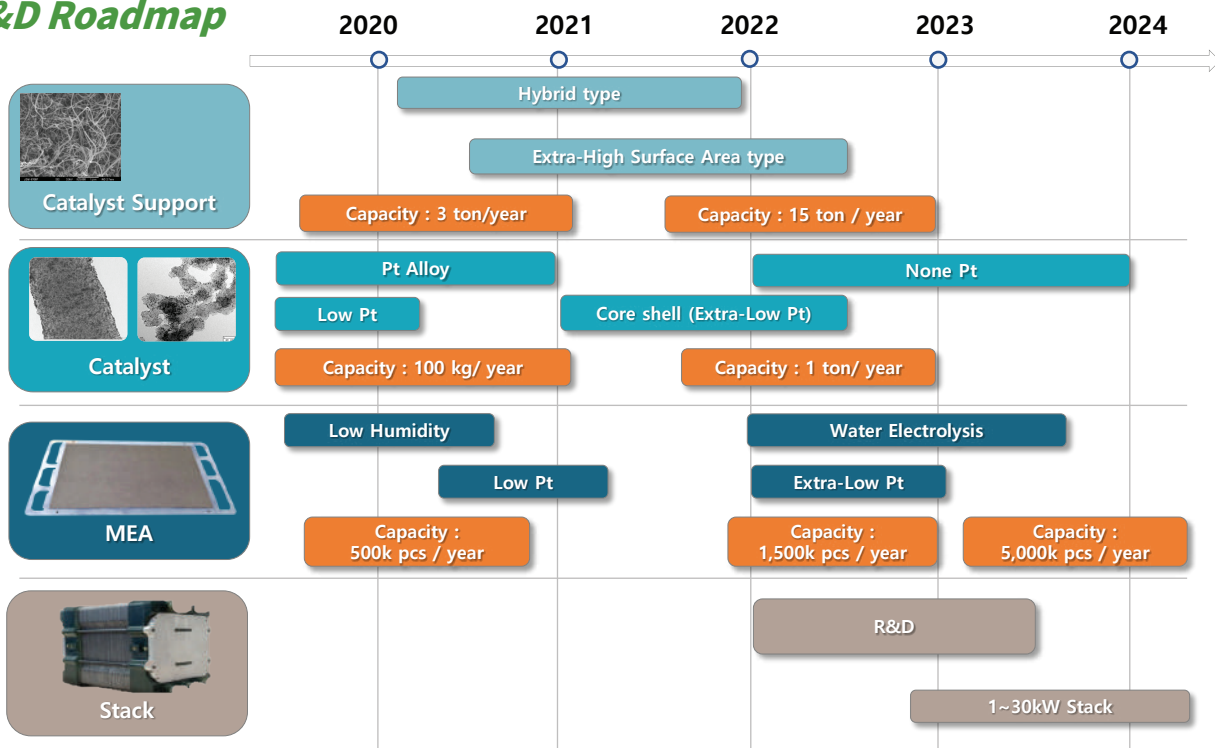 &D Roadmap
2020 2021 2022 2023 2024
Hybrid type
Extra-High Surface Area type
Catalyst Support
Capacity : 3 ton/year
Capacity : 15 ton / year
Pt Alloy
None Pt
Low Pt
Core shell (Extra-Low Pt)
Catalyst
Capacity : 100 kg/ year
Capacity : 1 ton/ year
Low Humidity
Water Electrolysis
Low Pt
Extra-Low Pt
MEA
Capacity :
500k pcs / year
Capacity :
1,500k pcs / year
Capacity :
5,000k pcs / year
R&D
Stack
1~30kW Stack